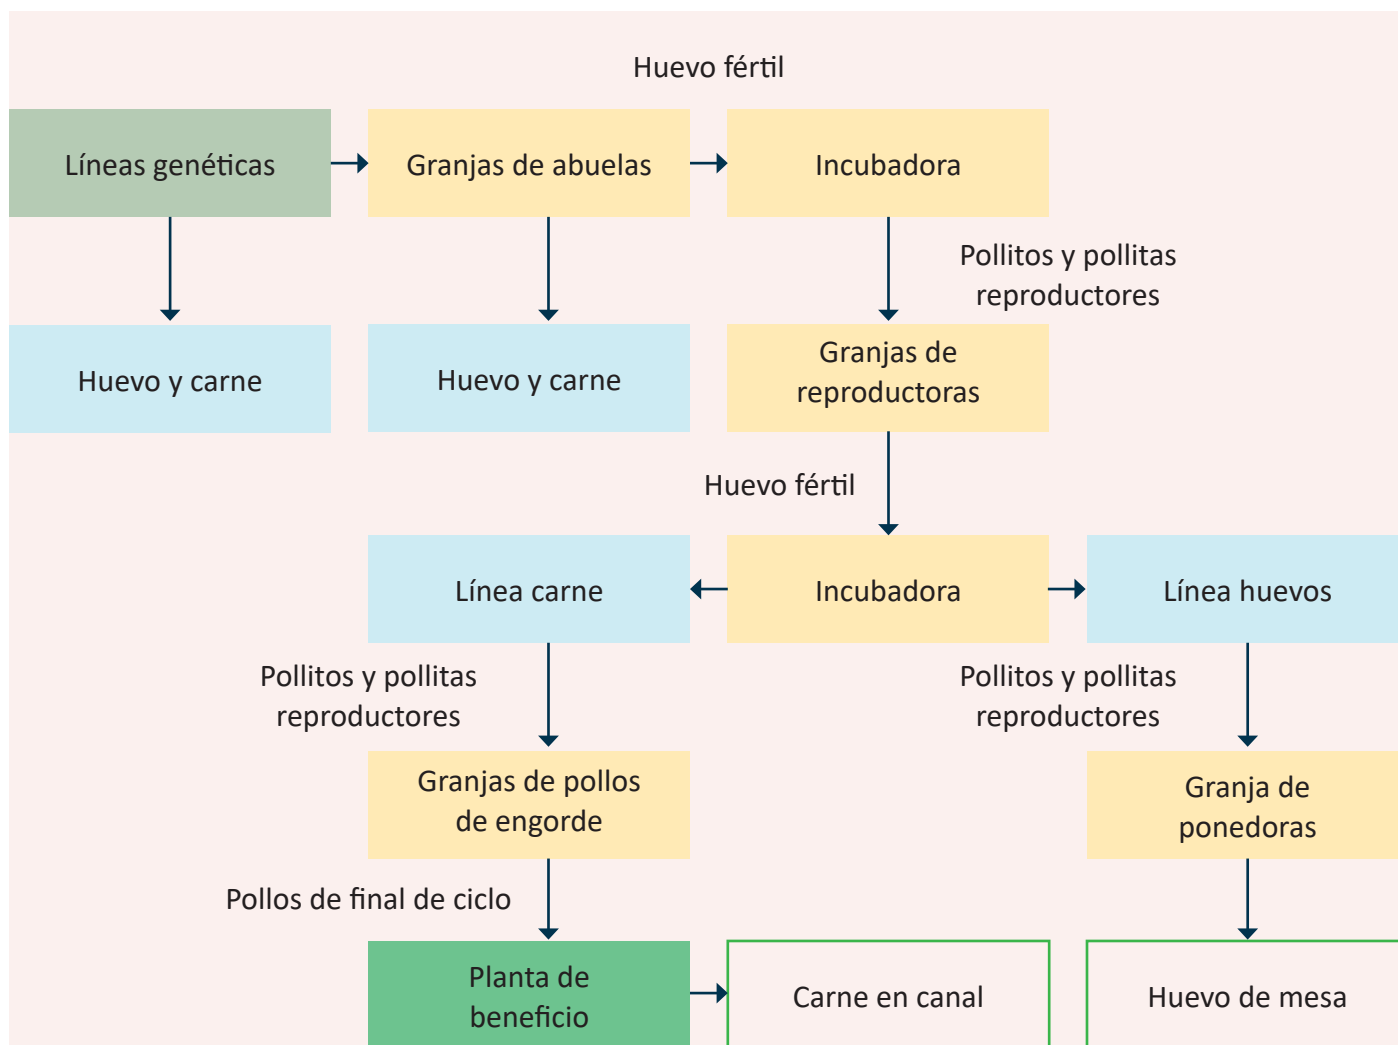 Huevo fértil
Líneas genéticas
Granjas de abuelas
Incubadora
Pollitos y pollitas
reproductores
Huevo y carne
Huevo y carne
Granjas de
reproductoras
Huevo fértil
Línea carne
Incubadora
Línea huevos
Pollitos y pollitas
reproductores
Pollitos y pollitas
reproductores
Granjas de pollos
de engorde
Granja de
ponedoras
Pollos de final de ciclo
Planta de
beneficio
Carne en canal
Huevo de mesa